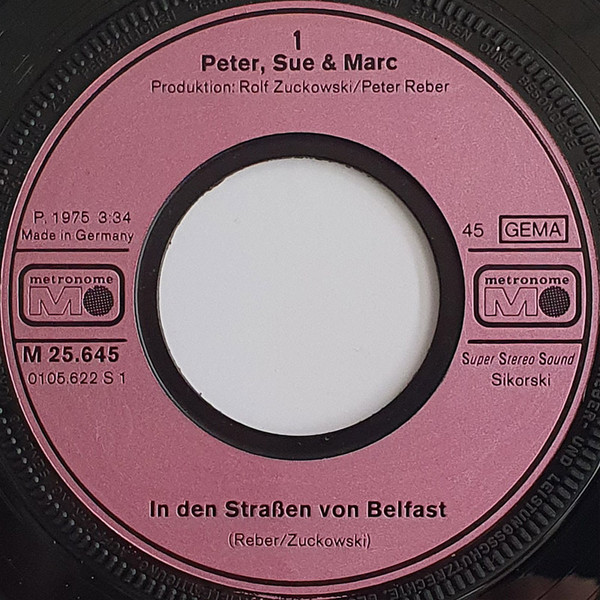 1
Peter, Sue & Marc
Produktion: Rolf Zuckowski/Peter Reber
P. 1975 3:34
Made in Germany
45 GEMA
metronome
M
metronome
M
M 25.645
0105.622 S 1
Super Stereo Sound
Sikorski
In den Straßen von Belfast
(Reber/Zuckowski)